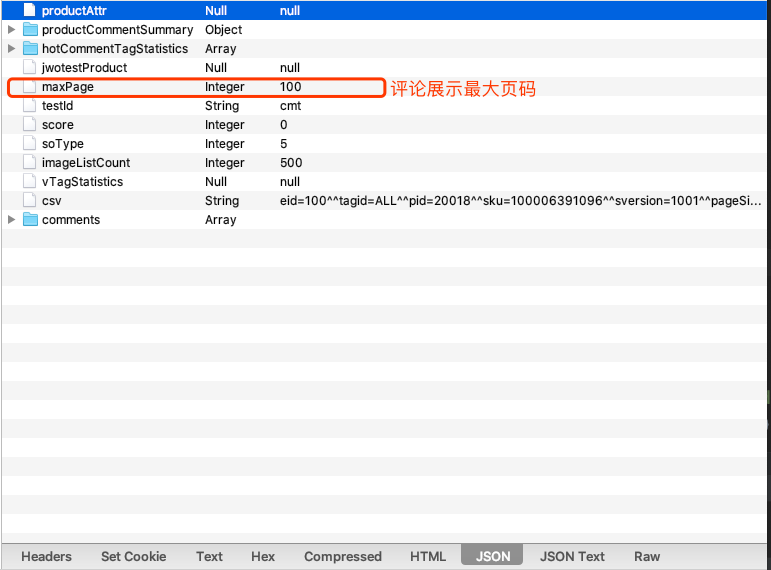 productAttr Null null
productCommentSummary Object
hotCommentTagStatistics Array
jwotestProduct Null null
maxPage Integer 100 评论展示最大页码
testId String cmt
score Integer 0
soType Integer 5
imageListCount Integer 500
vTagStatistics Null null
csv String eid=100^^tagid=ALL^^pid=20018^^sku=100006391096^^sversion=1001^^pageSi...
comments Array
Headers Set Cookie Text Hex Compressed HTML JSON JSON Text Raw